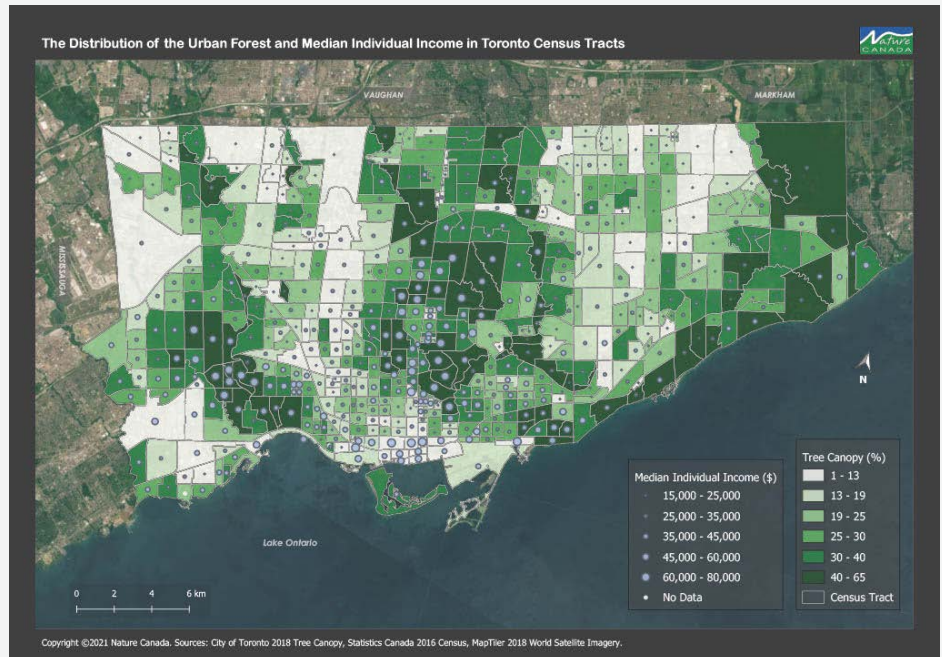 The Distribution of the Urban Forest and Median Individual Income in Toronto Census Tracts
Nature
CANADA
VAUGHAN
MARKHAM
MISSISSAUGA
N
Lake Ontario
Median Individual Income ($)
15,000 - 25,000
25,000 - 35,000
35,000 - 45,000
45,000 - 60,000
60,000 - 80,000
No Data
Tree Canopy (%)
1 - 13
13 - 19
19 - 25
25 - 30
30 - 40
40 - 65
Census Tract
0 2 4 6 km
Copyright ©2021 Nature Canada. Sources: City of Toronto 2018 Tree Canopy, Statistics Canada 2016 Census, MapTiler 2018 World Satellite Imagery.